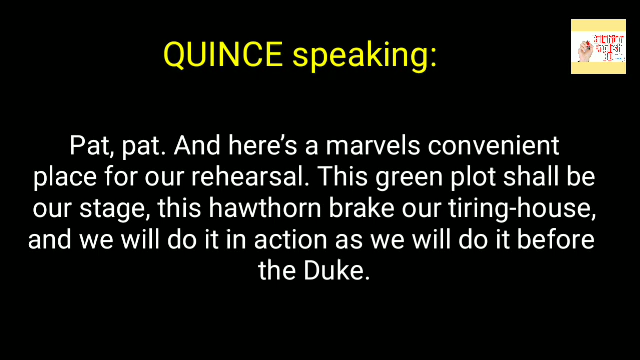 QUINCE speaking:
Pat, pat. And here’s a marvels convenient
place for our rehearsal. This green plot shall be
our stage, this hawthorn brake our tiring-house,
and we will do it in action as we will do it before
the Duke.